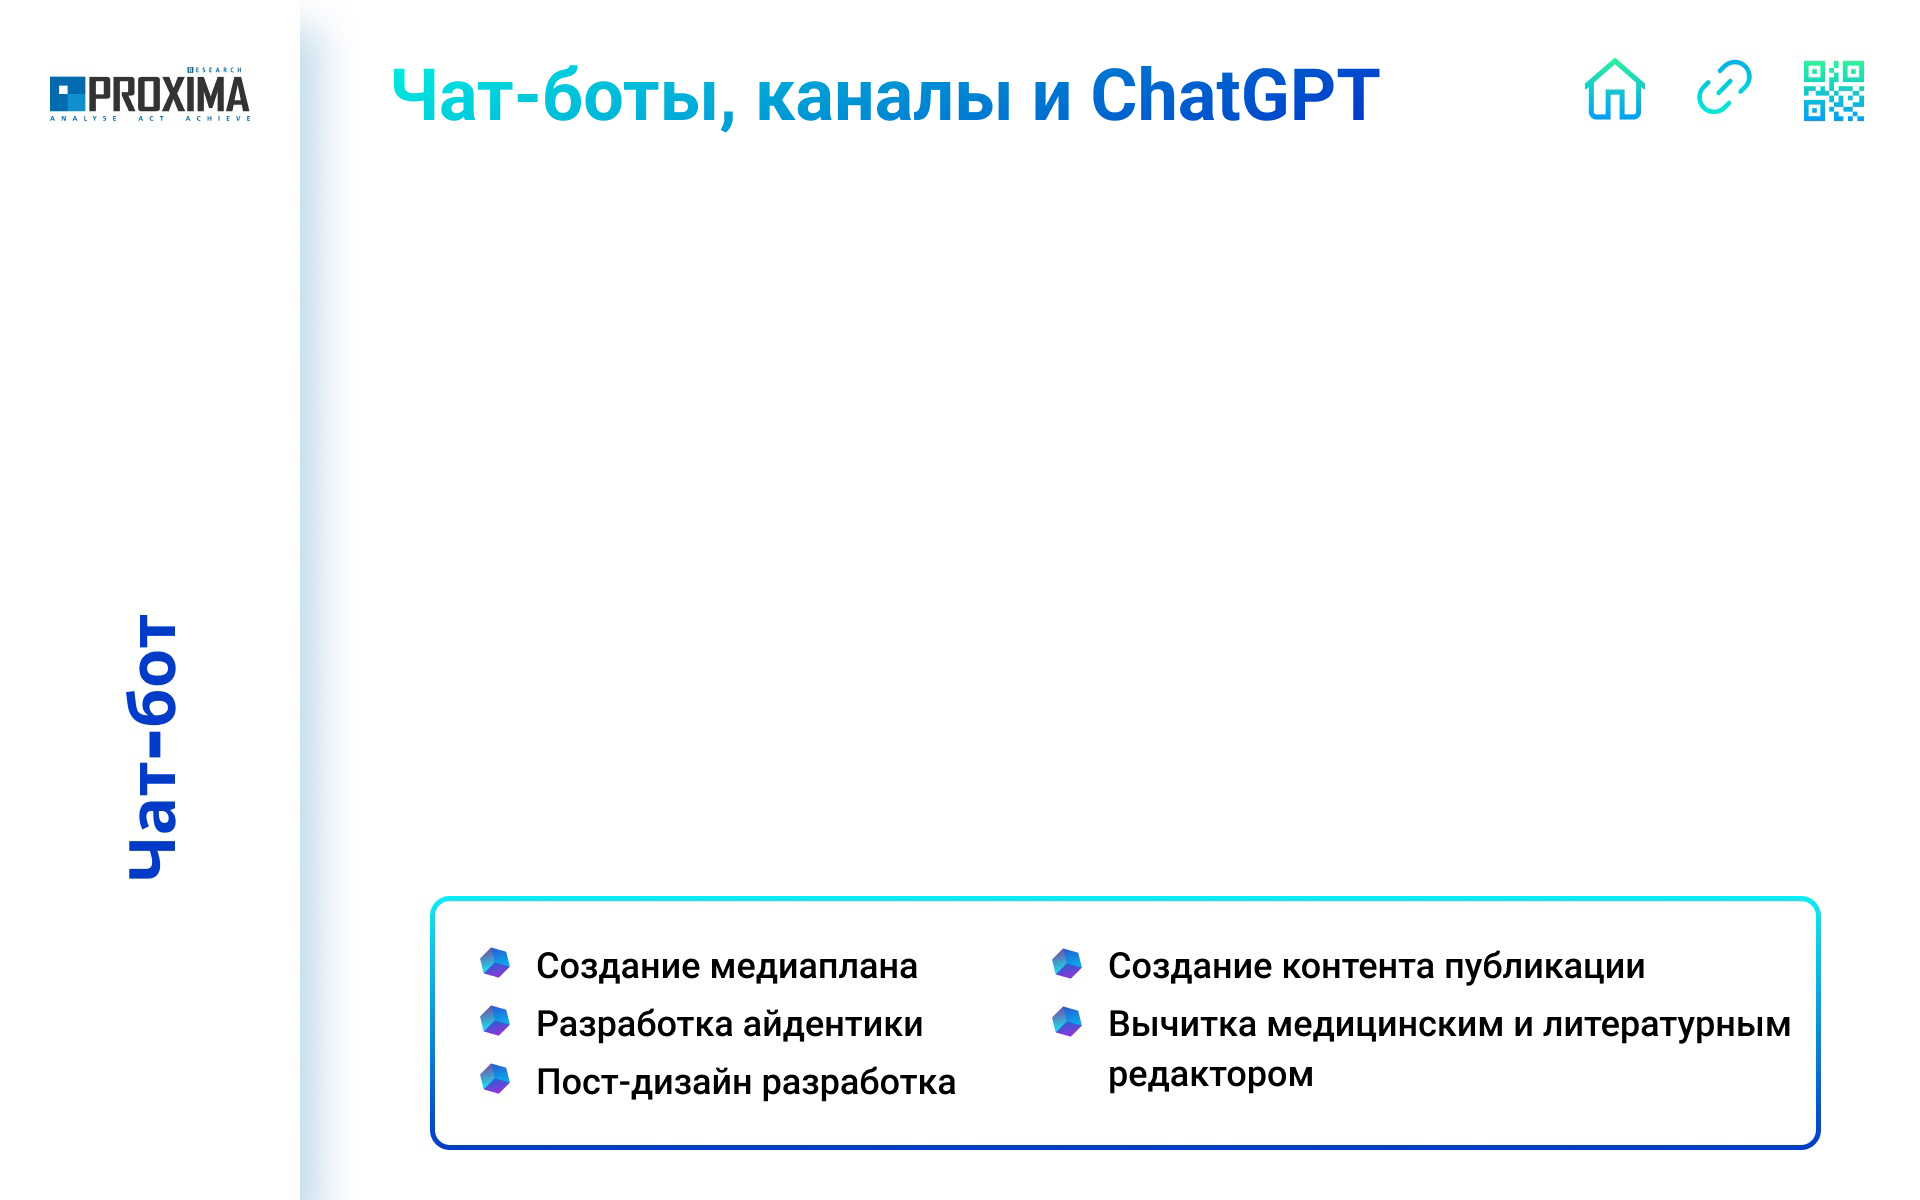 RESEARCH
PROXIMA
ANALYSE ACT ACHIEVE
Чат-боты, каналы и ChatGPT
Чат-бот
Создание медиаплана
Разработка айдентики
Пост-дизайн разработка
Создание контента публикации
Вычитка медицинским и литературным
редактором